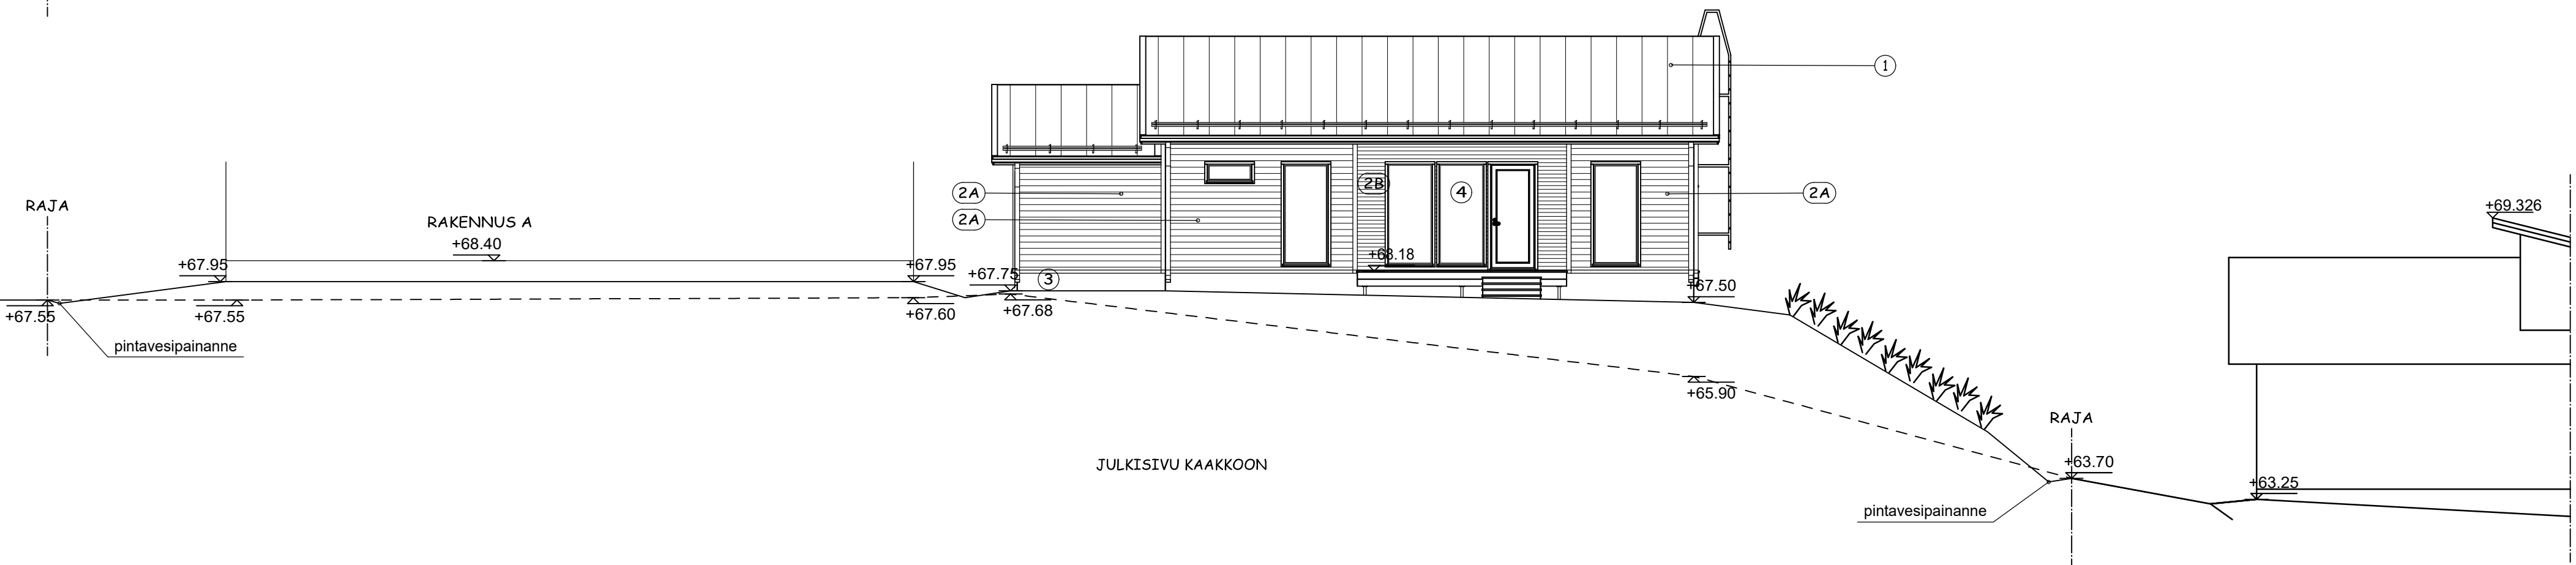 1
2A
2B
4
2A
2A
RAJA
+69.326
RAKENNUS A
+68.40
+67.95
+67.95
+67.75
3
+68.18
+67.50
+67.55
+67.55
+67.60
+67.68
pintavesipainanne
+65.90
RAJA
JULKISIVU KAAKKOON
+63.70
+63.25
pintavesipainanne